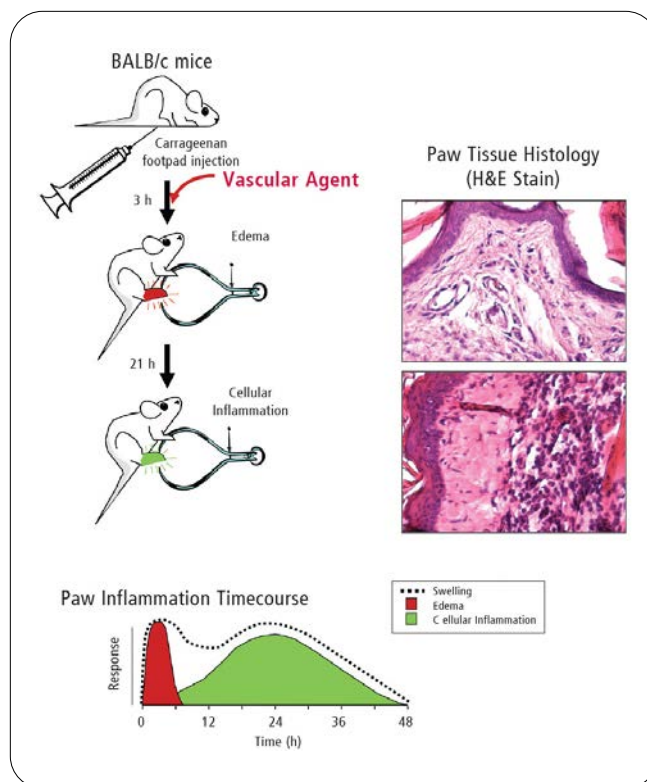 BALB/c mice
Carrageenan
footpad injection
Vascular Agent
3 h
Edema
21 h
Cellular
Inflammation
Paw Tissue Histology
(H&E Stain)
Paw Inflammation Timecourse
Swelling
Edema
C ellular Inflammation
Response
0 12 24 36 48
Time (h)